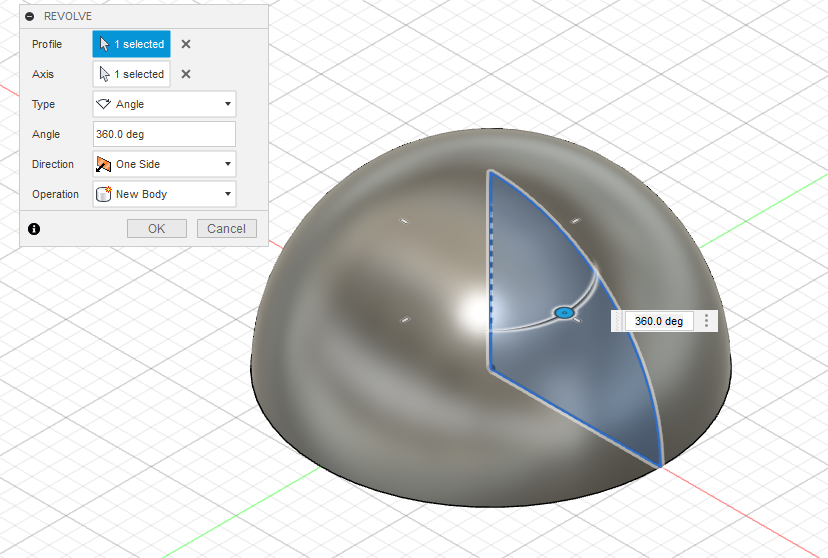 REVOLVE
Profile 1 selected
Axis 1 selected
Type Angle
Angle 360.0 deg
Direction One Side
Operation New Body
OK Cancel
360.0 deg